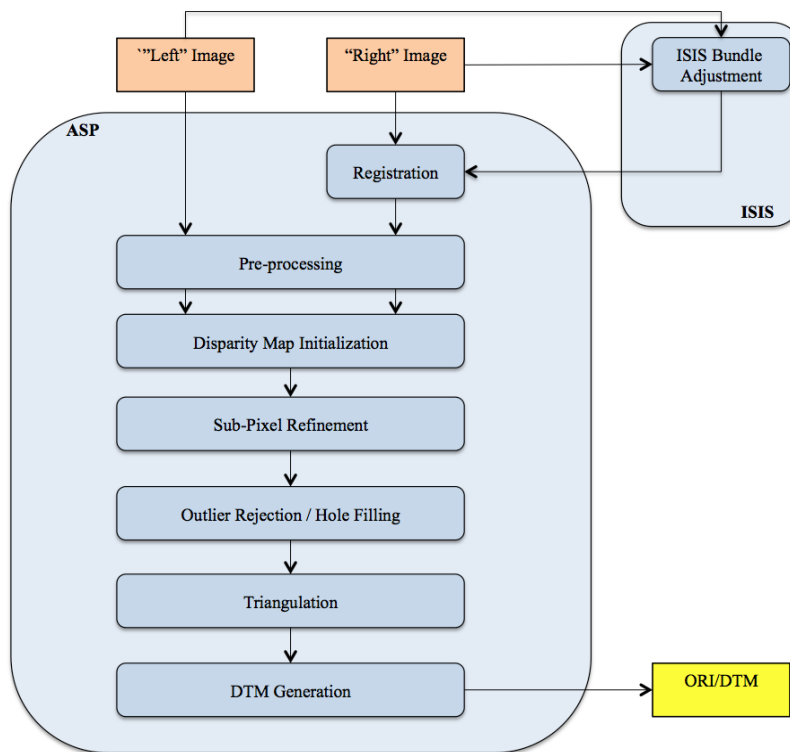 `”Left” Image
“Right” Image
ISIS Bundle
Adjustment
ASP
Registration
ISIS
Pre-processing
Disparity Map Initialization
Sub-Pixel Refinement
Outlier Rejection / Hole Filling
Triangulation
DTM Generation
ORI/DTM